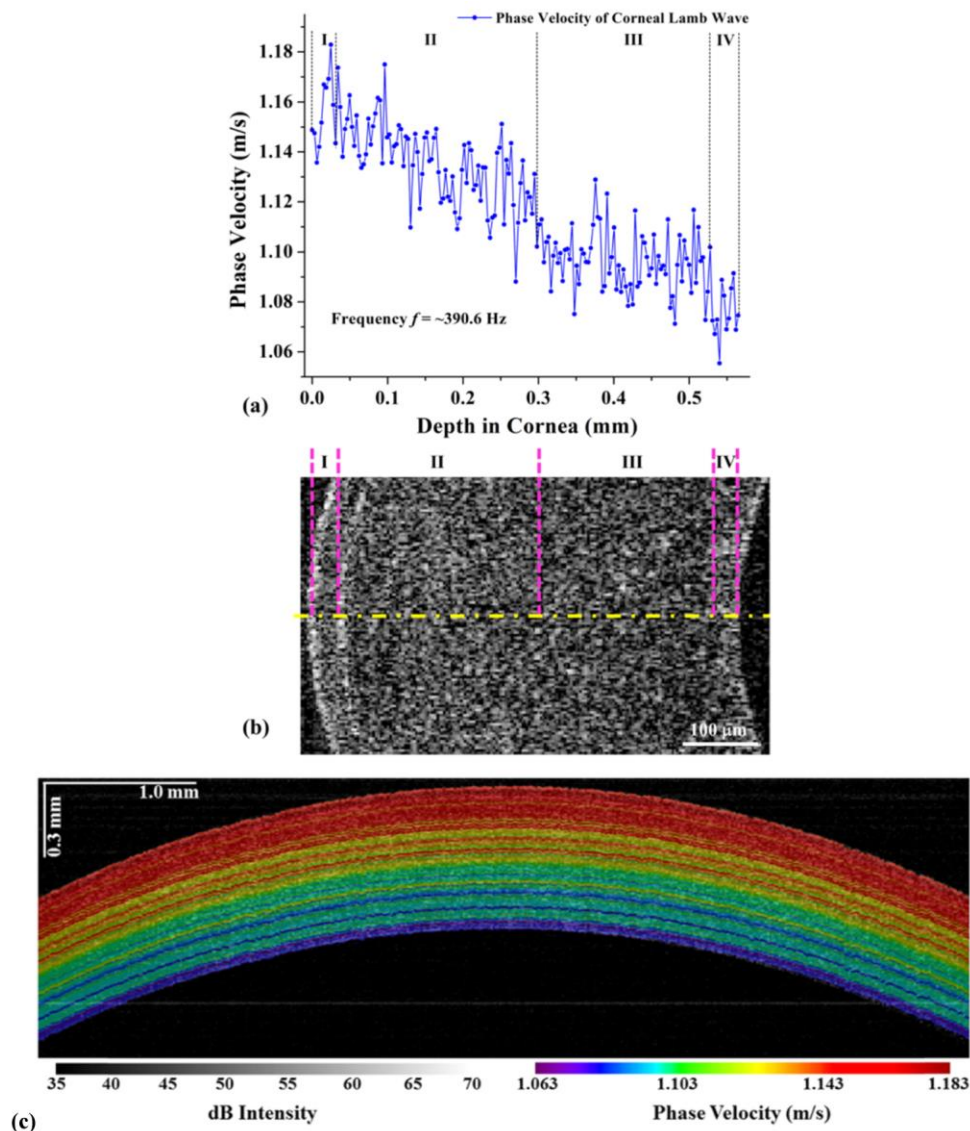 Phase Velocity of Corneal Lamb Wave
I II III IV
1.18
1.16
1.14
1.12
1.10
1.08
1.06
Phase Velocity (m/s)
Frequency f = ~390.6 Hz
0.0 0.1 0.2 0.3 0.4 0.5
(a)
Depth in Cornea (mm)
I II III IV
(b)
100 μm
1.0 mm
0.3 mm
35 40 45 50 55 60 65 70
1.063 1.103 1.143 1.183
(c)
dB Intensity Phase Velocity (m/s)